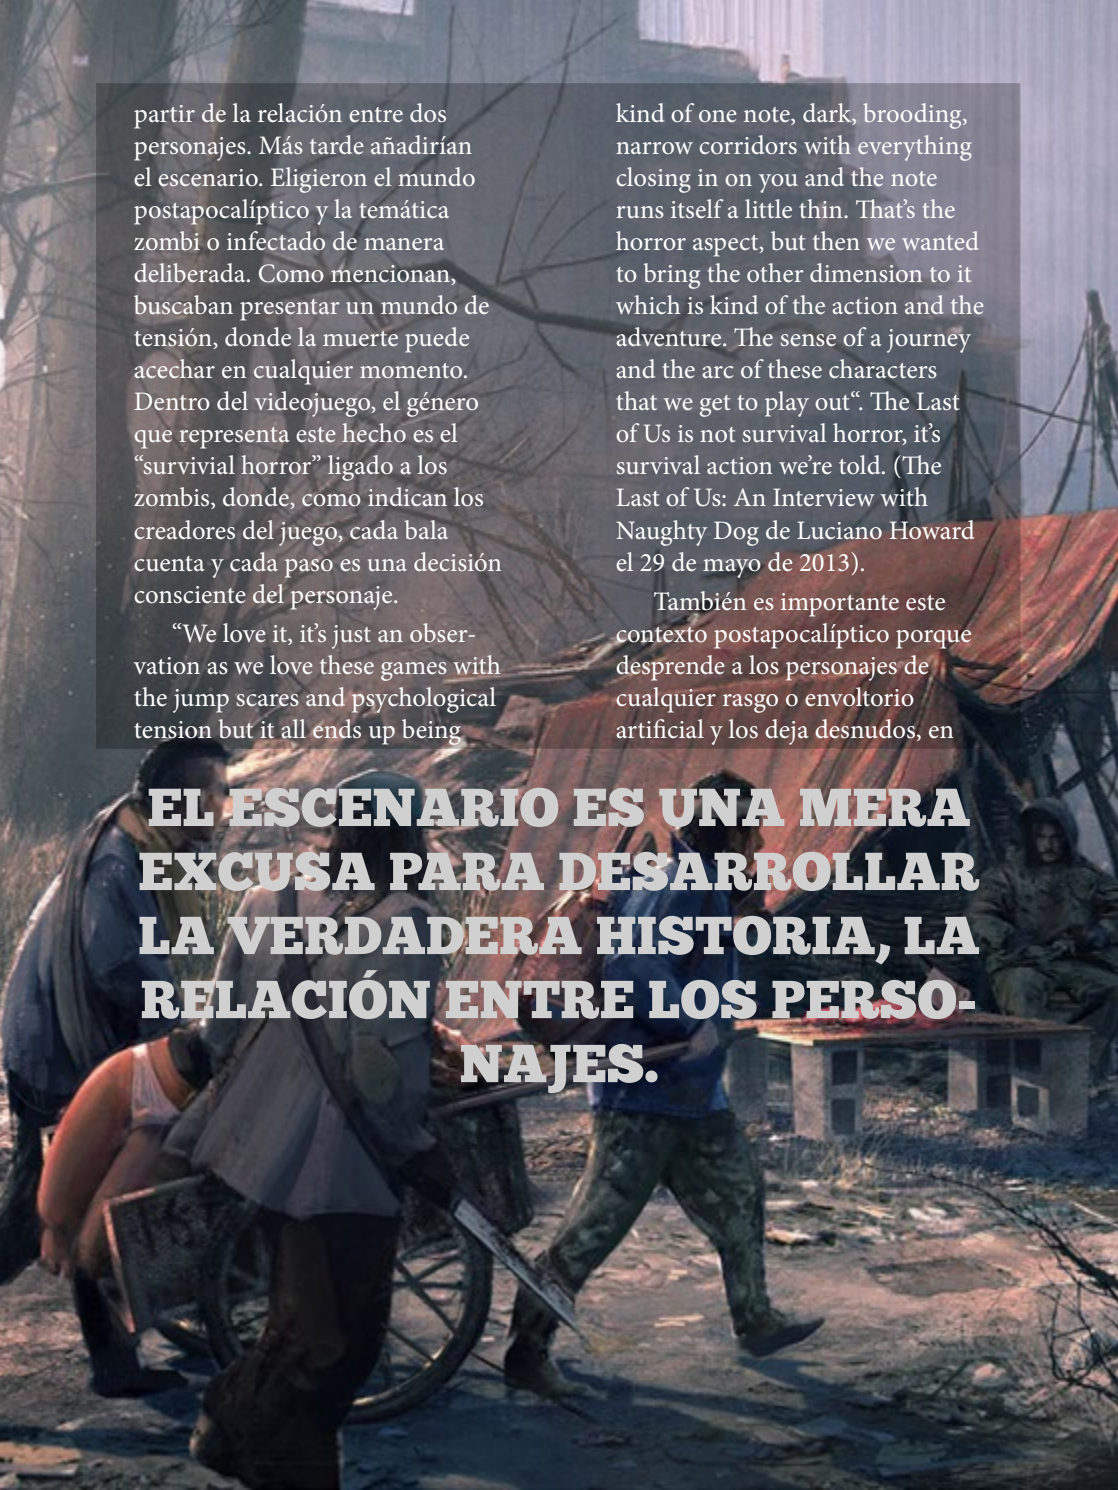 partir de la relación entre dos
personajes. Más tarde añadirían
el escenario. Eligieron el mundo
postapocalíptico y la temática
zombi o infectado de manera
deliberada. Como mencionan,
buscaban presentar un mundo de
tensión, donde la muerte puede
acechar en cualquier momento.
Dentro del videojuego, el género
que representa este hecho es el
“survivial horror” ligado a los
zombis, donde, como indican los
creadores del juego, cada bala
cuenta y cada paso es una decisión
consciente del personaje.
“We love it, it’s just an obser-
vation as we love these games with
the jump scares and psychological
tension but it all ends up being
kind of one note, dark, brooding,
narrow corridors with everything
closing in on you and the note
runs itself a little thin. That’s the
horror aspect, but then we wanted
to bring the other dimension to it
which is kind of the action and the
adventure. The sense of a journey
and the arc of these characters
that we get to play out“. The Last
of Us is not survival horror, it’s
survival action we’re told. (The
Last of Us: An Interview with
Naughty Dog de Luciano Howard
el 29 de mayo de 2013).
También es importante este
contexto postapocalíptico porque
desprende a los personajes de
cualquier rasgo o envoltorio
artificial y los deja desnudos, en
EL ESCENARIO ES UNA MERA
EXCUSA PARA DESARROLLAR
LA VERDADERA HISTORIA, LA
RELACIÓN ENTRE LOS PERSO-
NAJES.